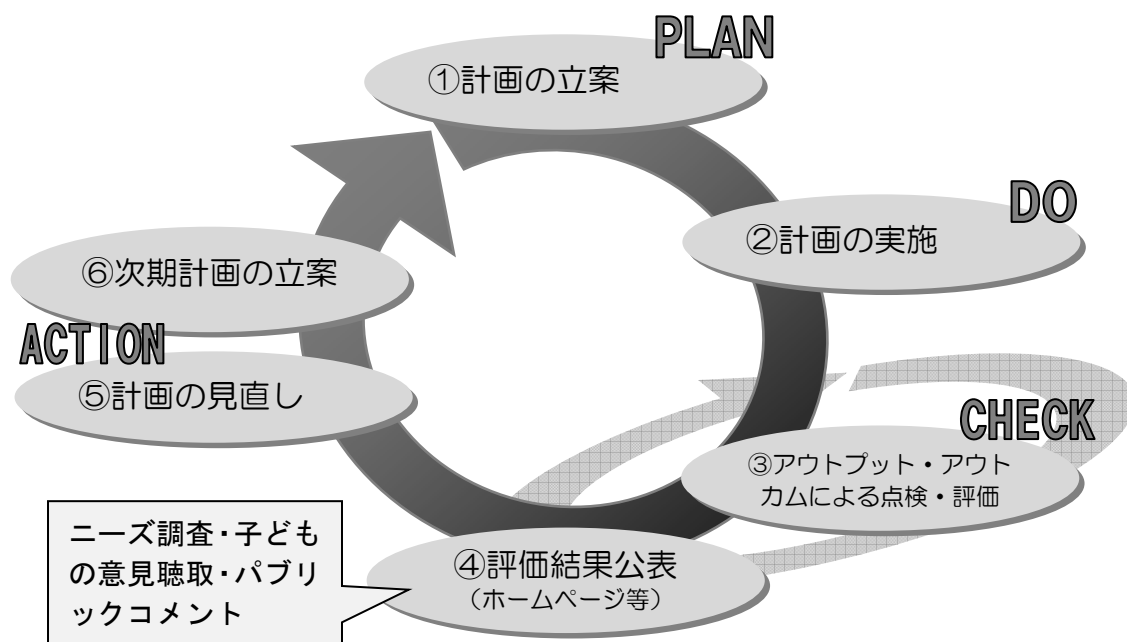 PLAN
①計画の立案
DO
②計画の実施
CHECK
③アウトプット・アウト
カムによる点検・評価
④評価結果公表
（ホームページ等）
ニーズ調査・子ども
の意見聴取・パブリ
ックコメント
ACTION
⑤計画の見直し
⑥次期計画の立案